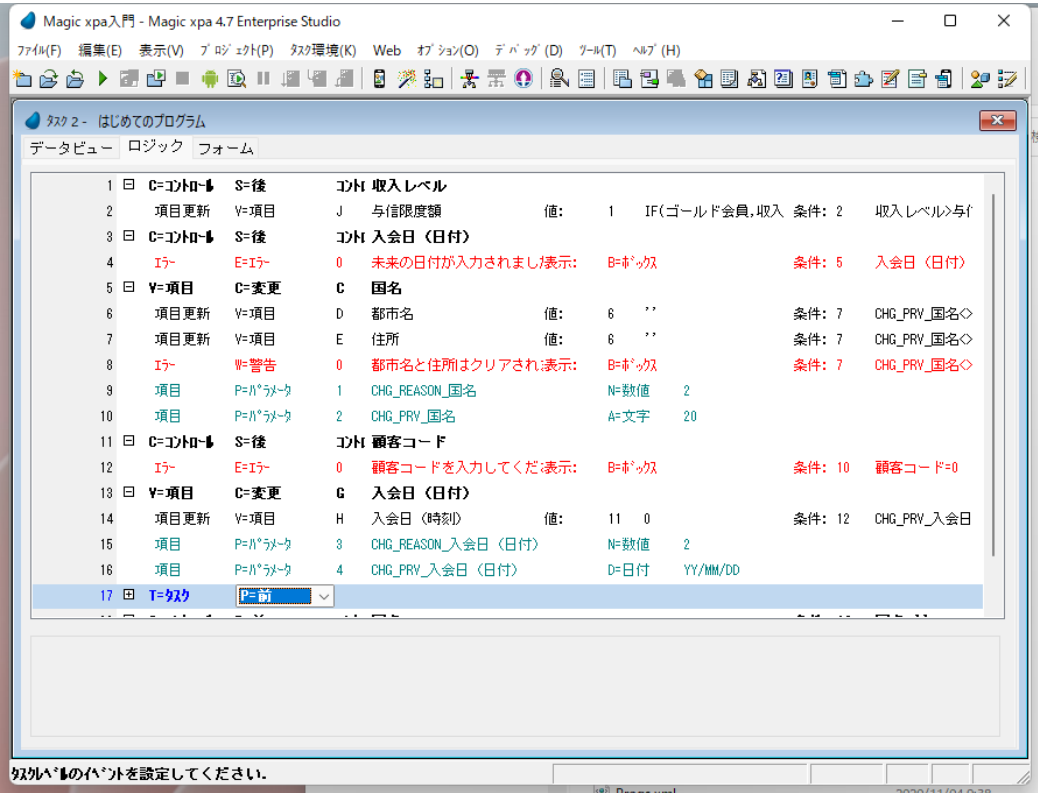 Magic xpa入門 - Magic xpa 4.7 Enterprise Studio
ﾌｧｲﾙ(F) 編集(E) 表示(V) ﾌﾟﾛｼﾞｪｸﾄ(P) ﾀｽｸ環境(K) Web ｵﾌﾟｼｮﾝ(O) ﾃﾞﾊﾞｯｸﾞ(D) ﾂｰﾙ(T) ﾍﾙﾌﾟ(H)
ﾀｽｸ 2 - はじめてのプログラム
データビュー ロジック フォーム
1 C=ｺﾝﾄﾛｰﾙ S=後 ｺﾝﾄﾛ 収入レベル
2 項目更新 V=項目 J 与信限度額 値: 1 IF(ゴールド会員,収入 条件: 2 収入レベル>与信
3 C=ｺﾝﾄﾛｰﾙ S=後 ｺﾝﾄﾛ 入会日（日付）
4 ｴﾗｰ E=ｴﾗｰ 0 未来の日付が入力されまし 表示: B=ﾎﾞｯｸｽ 条件: 5 入会日（日付）
5 V=項目 C=変更 C 国名
6 項目更新 V=項目 D 都市名 値: 6 '' 条件: 7 CHG_PRV_国名<>
7 項目更新 V=項目 E 住所 値: 6 '' 条件: 7 CHG_PRV_国名<>
8 ｴﾗｰ W=警告 0 都市名と住所はクリアされ 表示: B=ﾎﾞｯｸｽ 条件: 7 CHG_PRV_国名<>
9 項目 P=ﾊﾟﾗﾒｰﾀ 1 CHG_REASON_国名 N=数値 2
10 項目 P=ﾊﾟﾗﾒｰﾀ 2 CHG_PRV_国名 A=文字 20
11 C=ｺﾝﾄﾛｰﾙ S=後 ｺﾝﾄﾛ 顧客コード
12 ｴﾗｰ E=ｴﾗｰ 0 顧客コードを入力してくだ 表示: B=ﾎﾞｯｸｽ 条件: 10 顧客コード=0
13 V=項目 C=変更 G 入会日（日付）
14 項目更新 V=項目 H 入会日（時刻） 値: 11 0 条件: 12 CHG_PRV_入会日
15 項目 P=ﾊﾟﾗﾒｰﾀ 3 CHG_REASON_入会日（日付） N=数値 2
16 項目 P=ﾊﾟﾗﾒｰﾀ 4 CHG_PRV_入会日（日付） D=日付 YY/MM/DD
17 T=ﾀｽｸ P=前
ﾀｽｸﾚﾍﾞﾙのｲﾍﾞﾝﾄを設定してください.